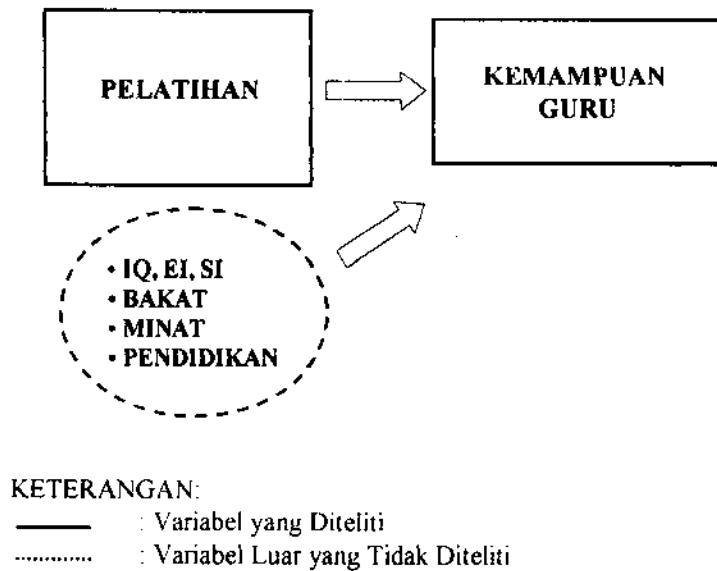 PELATIHAN
KEMAMPUAN
GURU
• IQ, EI, SI
• BAKAT
• MINAT
• PENDIDIKAN
KETERANGAN:
: Variabel yang Diteliti
: Variabel Luar yang Tidak Diteliti